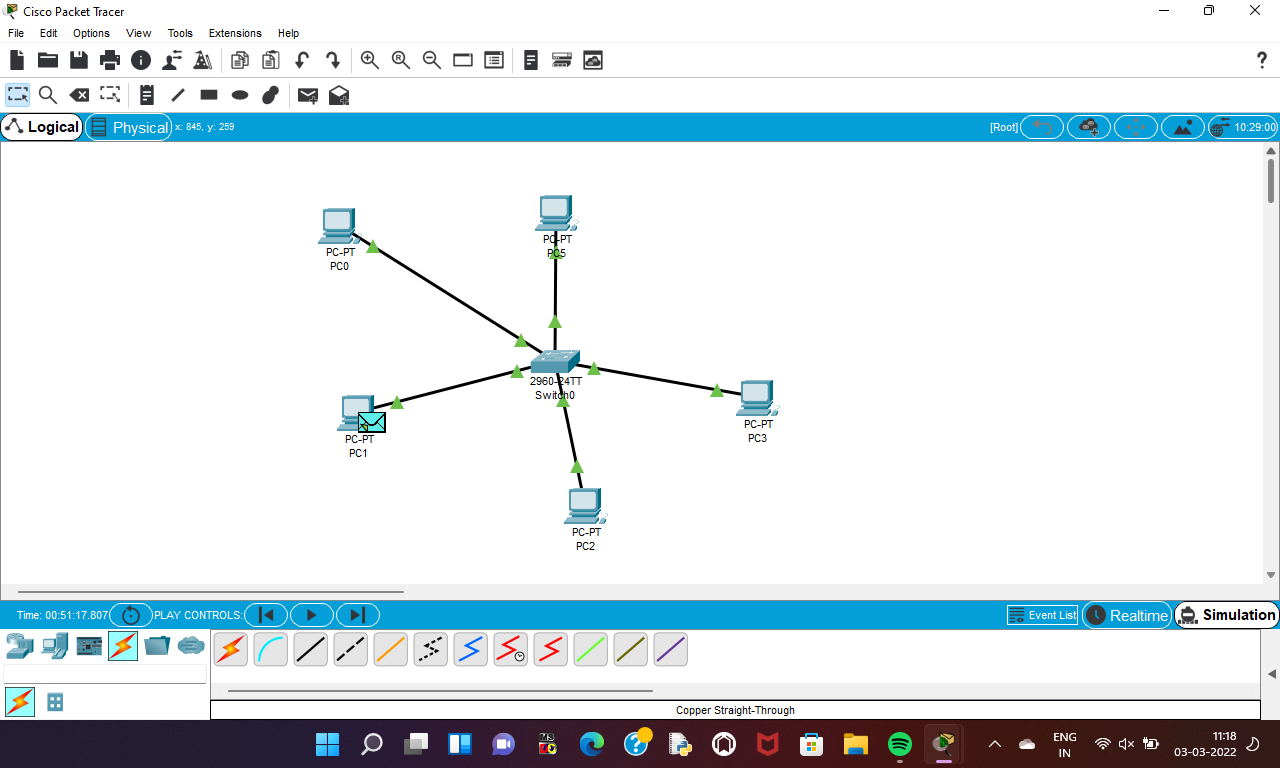 Cisco Packet Tracer
File Edit Options View Tools Extensions Help
Logical Physical x: 845, y: 259 [Root] 10:29:00
PC-PT
PC5
PC-PT
PC0
2960-24TT
Switch0
PC-PT
PC3
PC-PT
PC1
PC-PT
PC2
Time: 00:51:17.807 PLAY CONTROLS: Event List Realtime Simulation
Copper Straight-Through
ENG
IN
11:18
03-03-2022